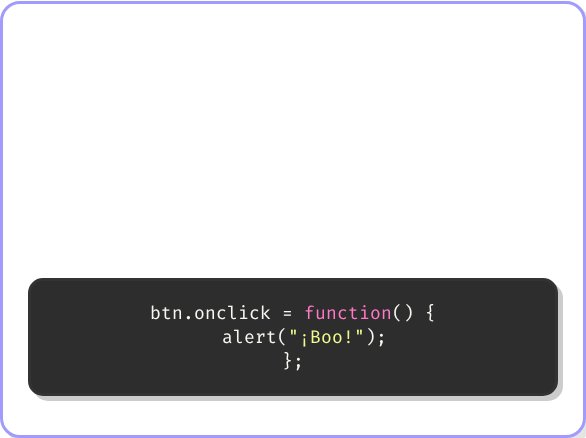 btn.onclick = function() {
alert("¡Boo!");
};